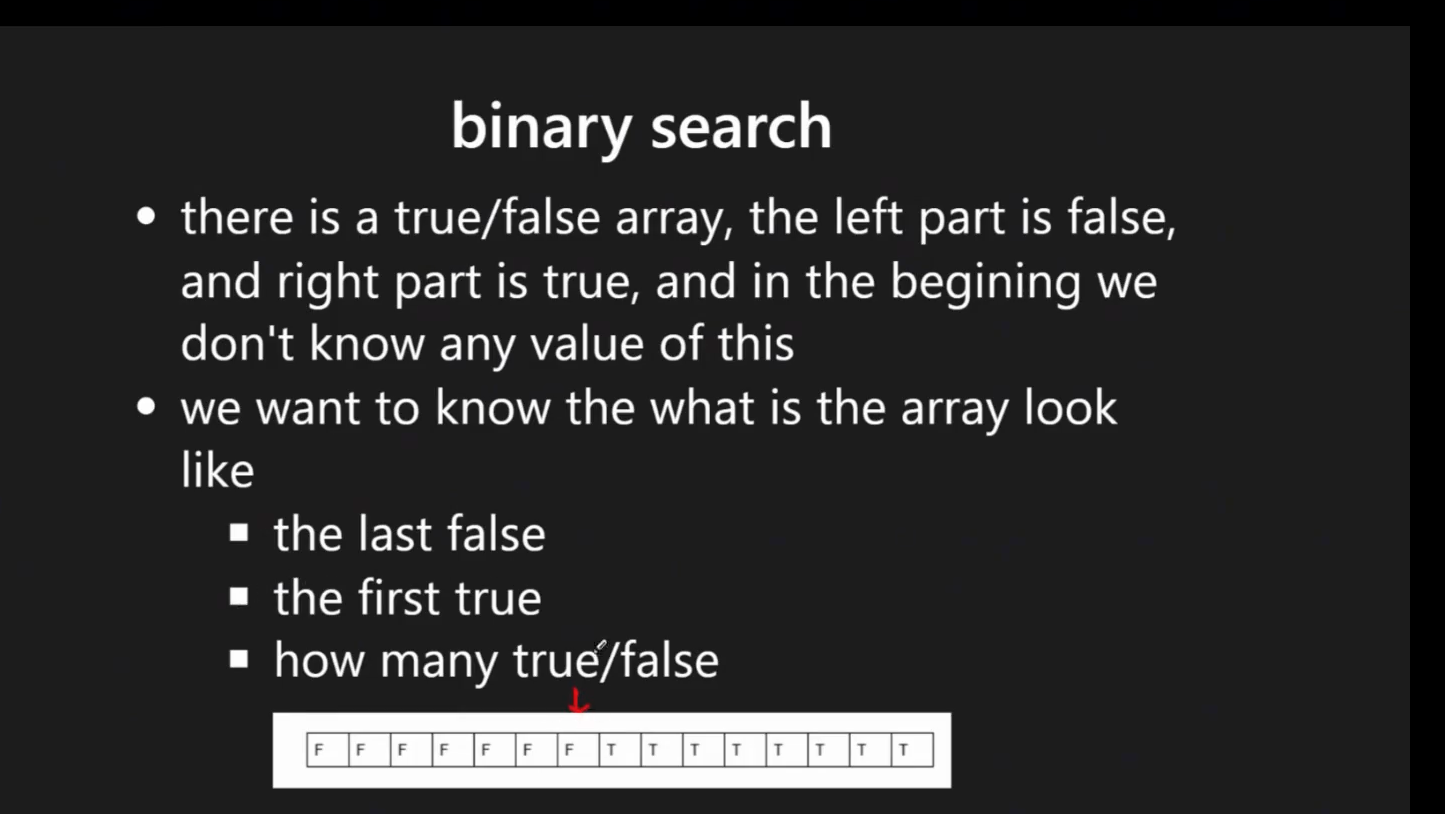 binary search
• there is a true/false array, the left part is false,
and right part is true, and in the begining we
don't know any value of this
• we want to know the what is the array look
like
▪ the last false
▪ the first true
▪ how many true/false
F F F F F F F T T T T T T T T